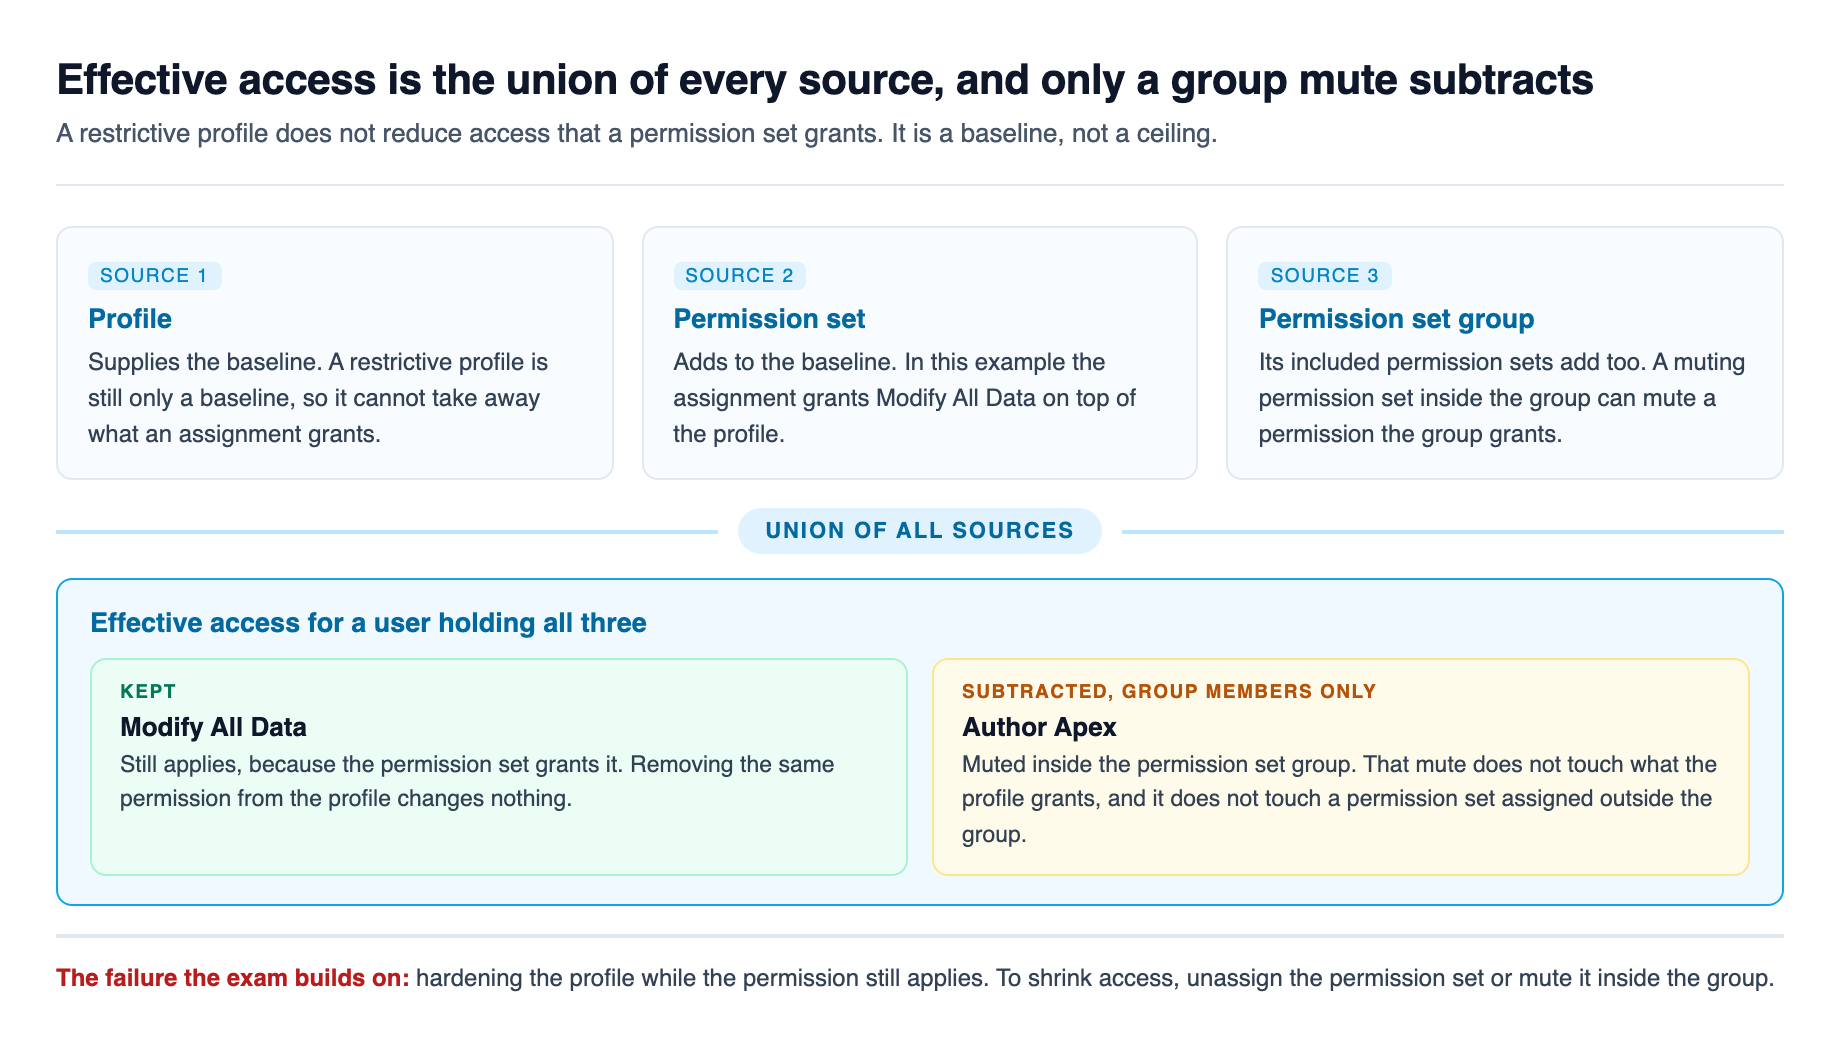 Effective access is the union of every source, and only a group mute subtracts
A restrictive profile does not reduce access that a permission set grants. It is a baseline, not a ceiling.
SOURCE 1
Profile
Supplies the baseline. A restrictive profile is
still only a baseline, so it cannot take away
what an assignment grants.
SOURCE 2
Permission set
Adds to the baseline. In this example the
assignment grants Modify All Data on top of
the profile.
SOURCE 3
Permission set group
Its included permission sets add too. A muting
permission set inside the group can mute a
permission the group grants.
UNION OF ALL SOURCES
Effective access for a user holding all three
KEPT
Modify All Data
Still applies, because the permission set grants it. Removing the same
permission from the profile changes nothing.
SUBTRACTED, GROUP MEMBERS ONLY
Author Apex
Muted inside the permission set group. That mute does not touch what the
profile grants, and it does not touch a permission set assigned outside the
group.
The failure the exam builds on: hardening the profile while the permission still applies. To shrink access, unassign the permission set or mute it inside the group.